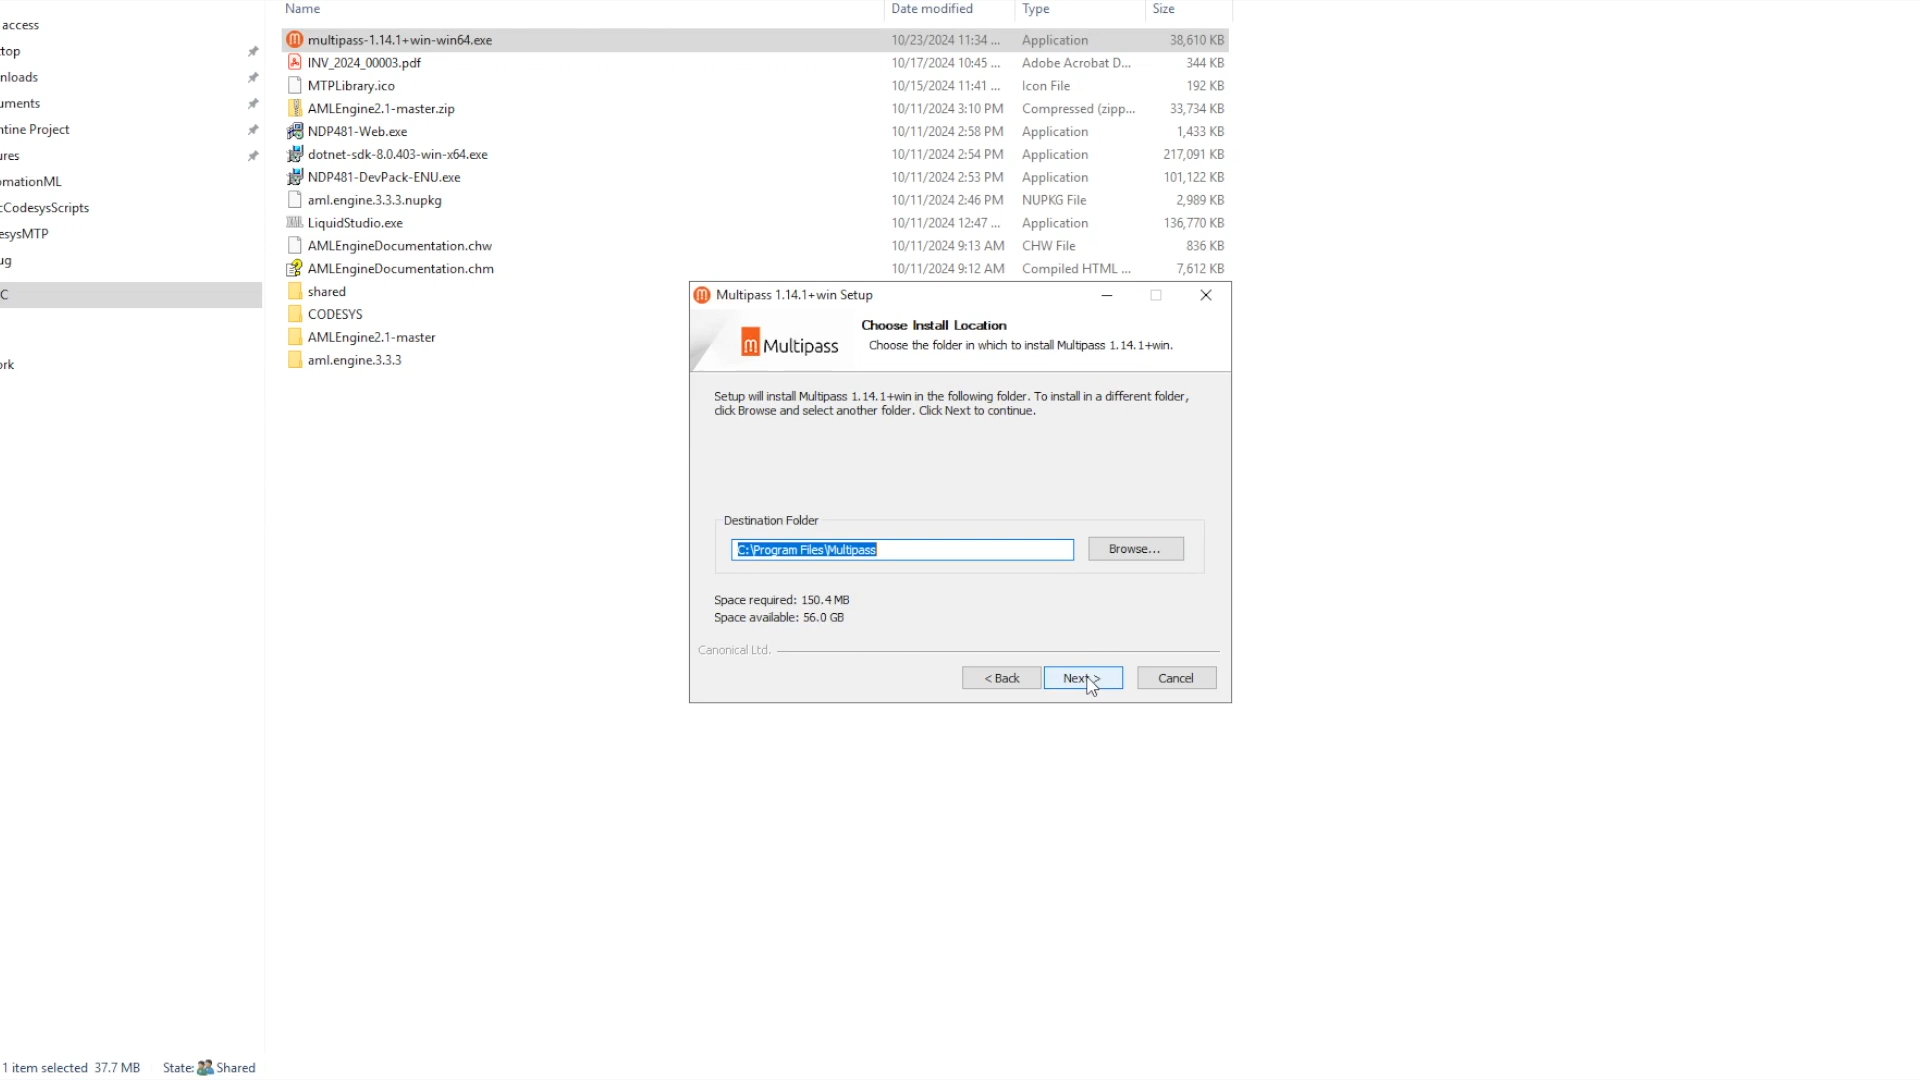 Name Date modified Type Size
access
top
nloads
uments
ntine Project
ures
omationML
cCodesysScripts
esysMTP
ug
C
ork
multipass-1.14.1+win-win64.exe 10/23/2024 11:34 ... Application 38,610 KB
INV_2024_00003.pdf 10/17/2024 10:45 ... Adobe Acrobat D... 344 KB
MTPLibrary.ico 10/15/2024 11:41 ... Icon File 192 KB
AMLEngine2.1-master.zip 10/11/2024 3:10 PM Compressed (zipp... 33,734 KB
NDP481-Web.exe 10/11/2024 2:58 PM Application 1,433 KB
dotnet-sdk-8.0.403-win-x64.exe 10/11/2024 2:54 PM Application 217,091 KB
NDP481-DevPack-ENU.exe 10/11/2024 2:53 PM Application 101,122 KB
aml.engine.3.3.3.nupkg 10/11/2024 2:46 PM NUPKG File 2,989 KB
LiquidStudio.exe 10/11/2024 12:47 ... Application 136,770 KB
AMLEngineDocumentation.chw 10/11/2024 9:13 AM CHW File 836 KB
AMLEngineDocumentation.chm 10/11/2024 9:12 AM Compiled HTML ... 7,612 KB
shared
CODESYS
AMLEngine2.1-master
aml.engine.3.3.3
Multipass 1.14.1+win Setup
Multipass
Choose Install Location
Choose the folder in which to install Multipass 1.14.1+win.
Setup will install Multipass 1.14.1+win in the following folder. To install in a different folder,
click Browse and select another folder. Click Next to continue.
Destination Folder
C:\Program Files\Multipass
Browse...
Space required: 150.4 MB
Space available: 56.0 GB
Canonical Ltd.
< Back Next > Cancel
1 item selected 37.7 MB State: Shared